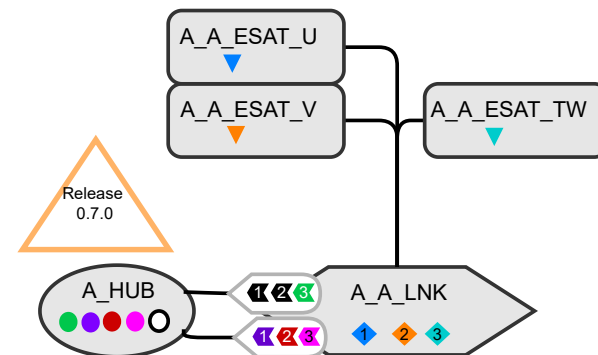 A_A_ESAT_U
A_A_ESAT_V
A_A_ESAT_TW
Release
0.7.0
A_HUB
1 2 3
A_A_LNK
1 2 3
1 2 3